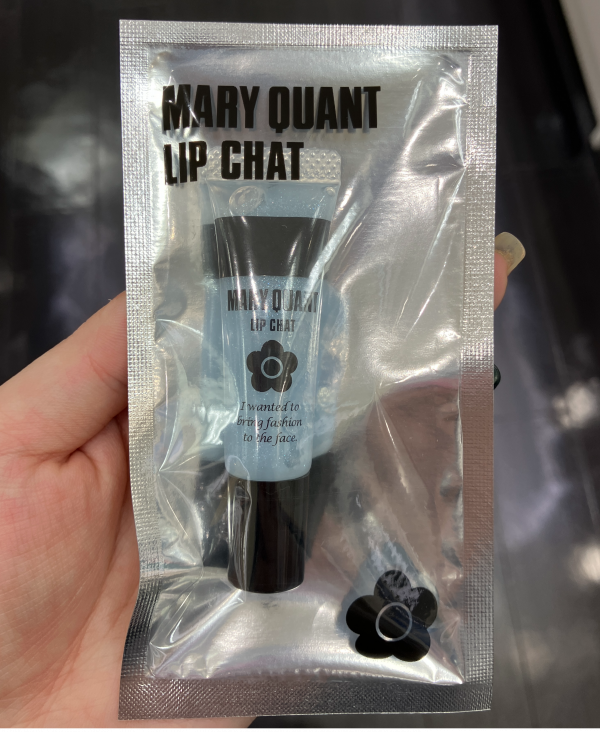 MARY QUANT
LIP CHAT
MARY QUANT
LIP CHAT
I wanted to
bring fashion
to the face.